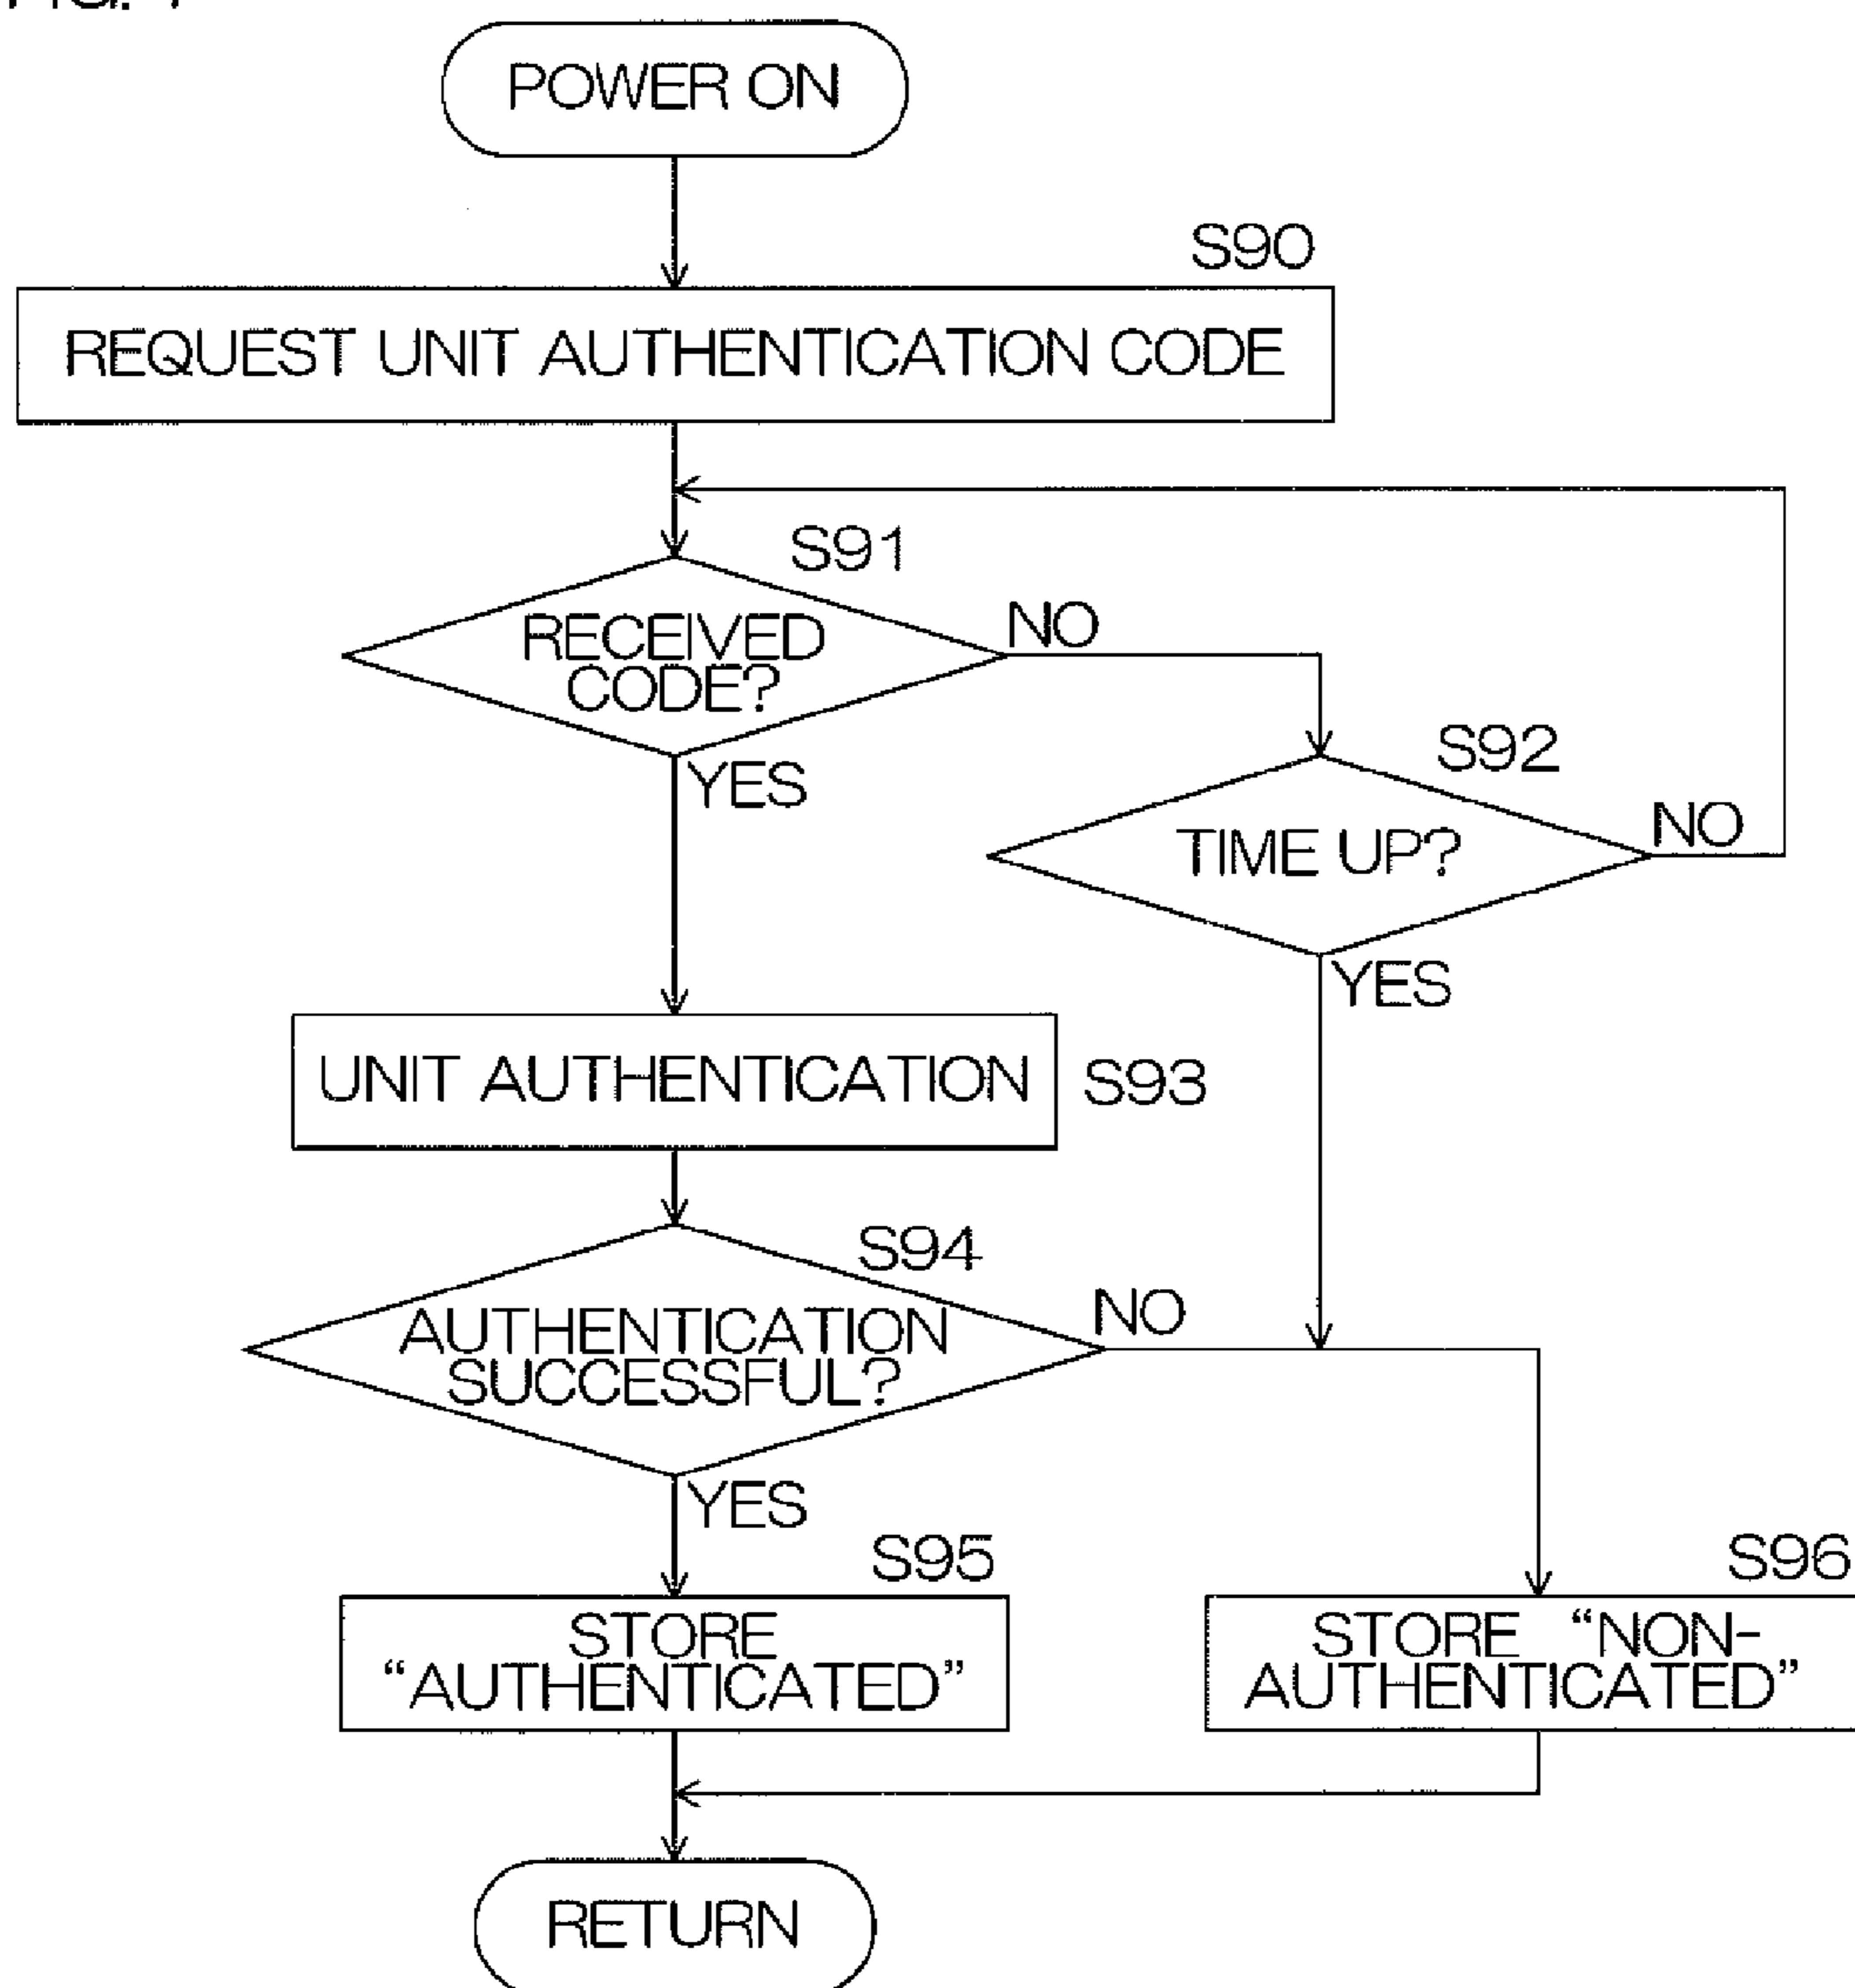 POWER ON
S90
REQUEST UNIT AUTHENTICATION CODE
S91
RECEIVED
CODE?
NO
YES
S92
TIME UP?
NO
YES
UNIT AUTHENTICATION
S93
S94
AUTHENTICATION
SUCCESSFUL?
NO
YES
S95
STORE
“AUTHENTICATED”
S96
STORE “NON-
AUTHENTICATED”
RETURN